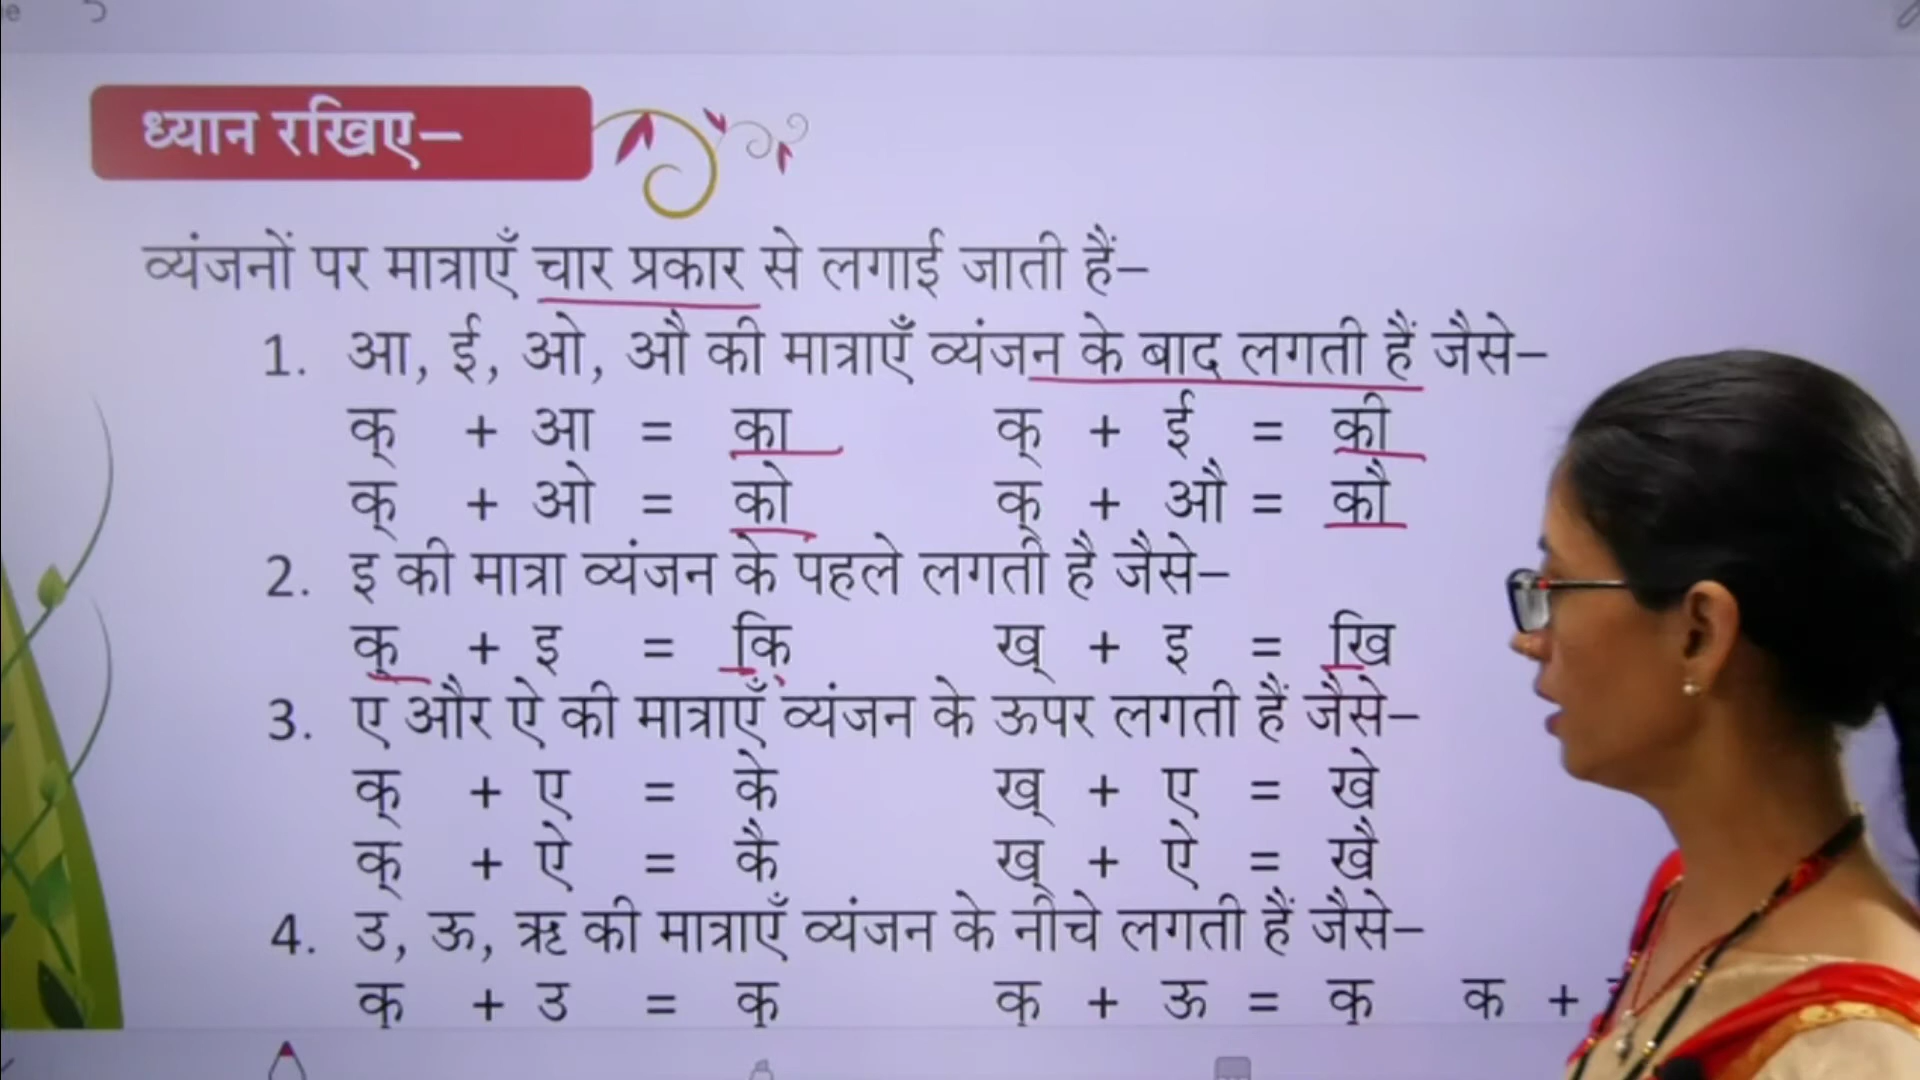 ध्यान रखिए–
व्यंजनों पर मात्राएँ चार प्रकार से लगाई जाती हैं–
1. आ, ई, ओ, औ की मात्राएँ व्यंजन के बाद लगती हैं जैसे–
क् + आ = का क् + ई = की
क् + ओ = को क् + औ = कौ
2. इ की मात्रा व्यंजन के पहले लगती है जैसे–
क् + इ = कि ख् + इ = खि
3. ए और ऐ की मात्राएँ व्यंजन के ऊपर लगती हैं जैसे–
क् + ए = के ख् + ए = खे
क् + ऐ = कै ख् + ऐ = खै
4. उ, ऊ, ऋ की मात्राएँ व्यंजन के नीचे लगती हैं जैसे–
+ उ = + ऊ = +